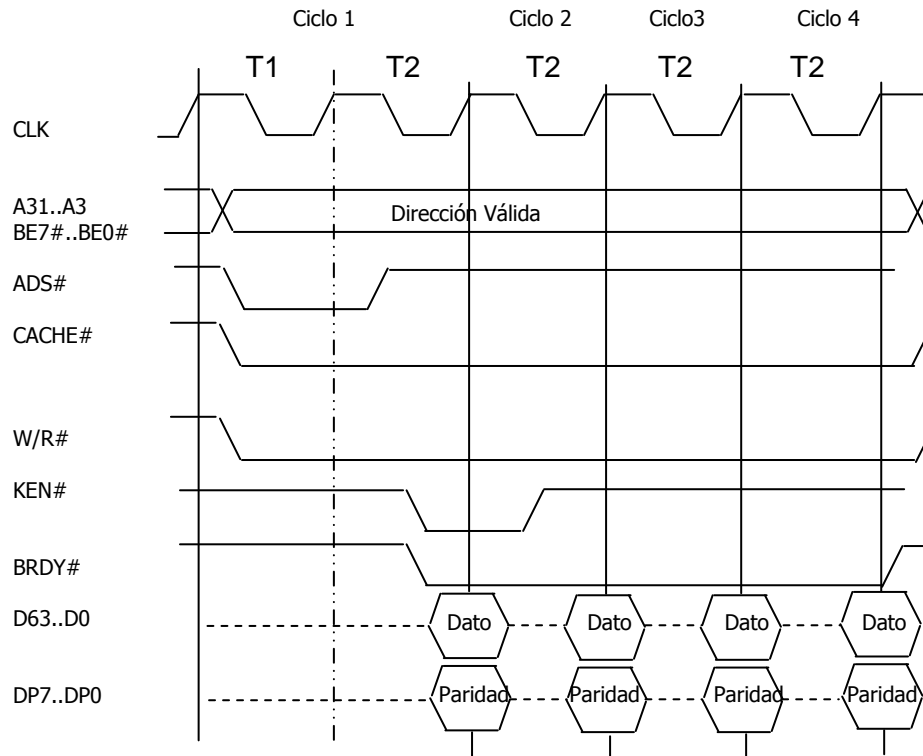 Ciclo 1 Ciclo 2 Ciclo3 Ciclo 4
T1 T2 T2 T2 T2
CLK
A31..A3
BE7#..BE0#
Dirección Válida
ADS#
CACHE#
W/R#
KEN#
BRDY#
D63..D0 Dato Dato Dato Dato
DP7..DP0 Paridad Paridad Paridad Paridad